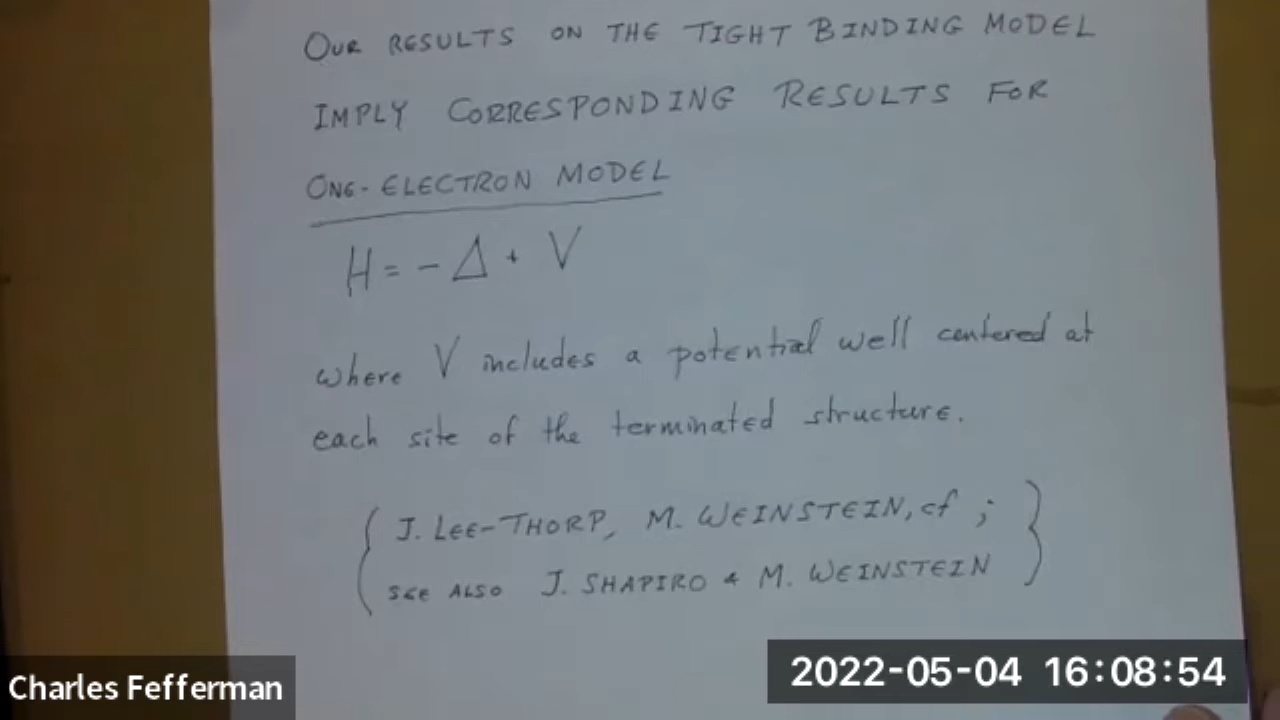 OUR RESULTS ON THE TIGHT BINDING MODEL
IMPLY CORRESPONDING RESULTS FOR
ONE-ELECTRON MODEL
H = - Δ + V
where V includes a potential well centered at
each site of the terminated structure.
{ J. LEE-THORP, M. WEINSTEIN, cf ; }
SEE ALSO J. SHAPIRO & M. WEINSTEIN
2022-05-04 16:08:54
Charles Fefferman